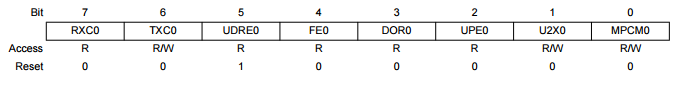 Bit 7 6 5 4 3 2 1 0
RXC0 TXC0 UDRE0 FE0 DOR0 UPE0 U2X0 MPCM0
Access R R/W R R R R R/W R/W
Reset 0 0 1 0 0 0 0 0